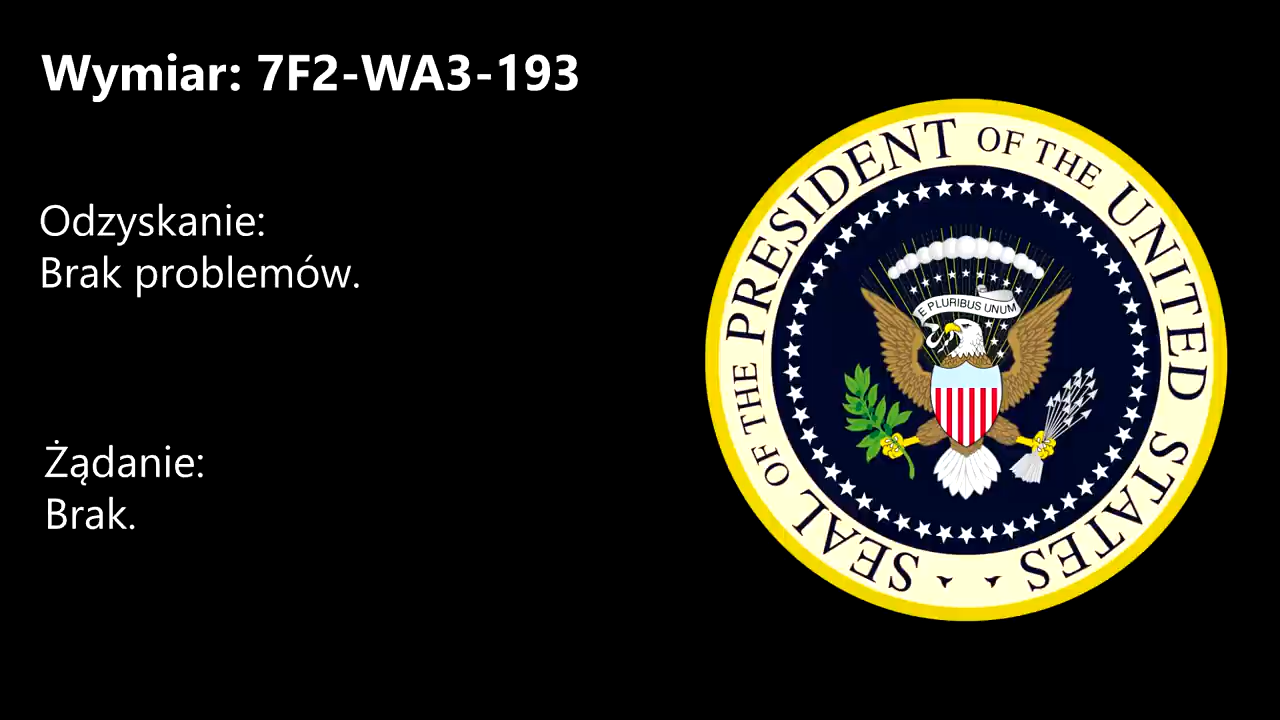 Wymiar: 7F2-WA3-193
Odzyskanie:
Brak problemów.
Żądanie:
Brak.
SEAL OF THE PRESIDENT OF THE UNITED STATES
E PLURIBUS UNUM